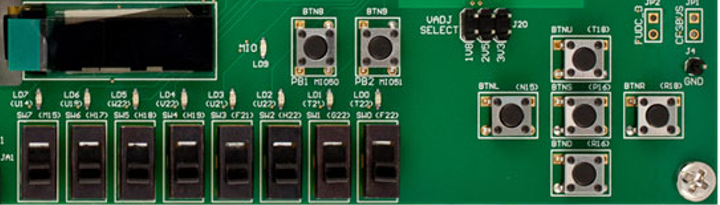 BTN8
BTN9
MIO
LD9
PB1 MIO50
PB2 MIO51
VADJ
SELECT
J20
1V8
2V5
3V3
JP2
JP1
CFGBUS
J4
GND
BTNU (T18)
BTNL (N15)
BTNS (P16)
BTNR (R18)
BTND (R16)
LD7
LD6
LD5
LD4
LD3
LD2
LD1
LD0
(U14)
(U19)
(W22)
(V22)
(U21)
(U22)
(T21)
(T22)
SW7 (M15)
SW6 (H17)
SW5 (H18)
SW4 (H19)
SW3 (F21)
SW2 (H22)
SW1 (G22)
SW0 (F22)
1
JA1